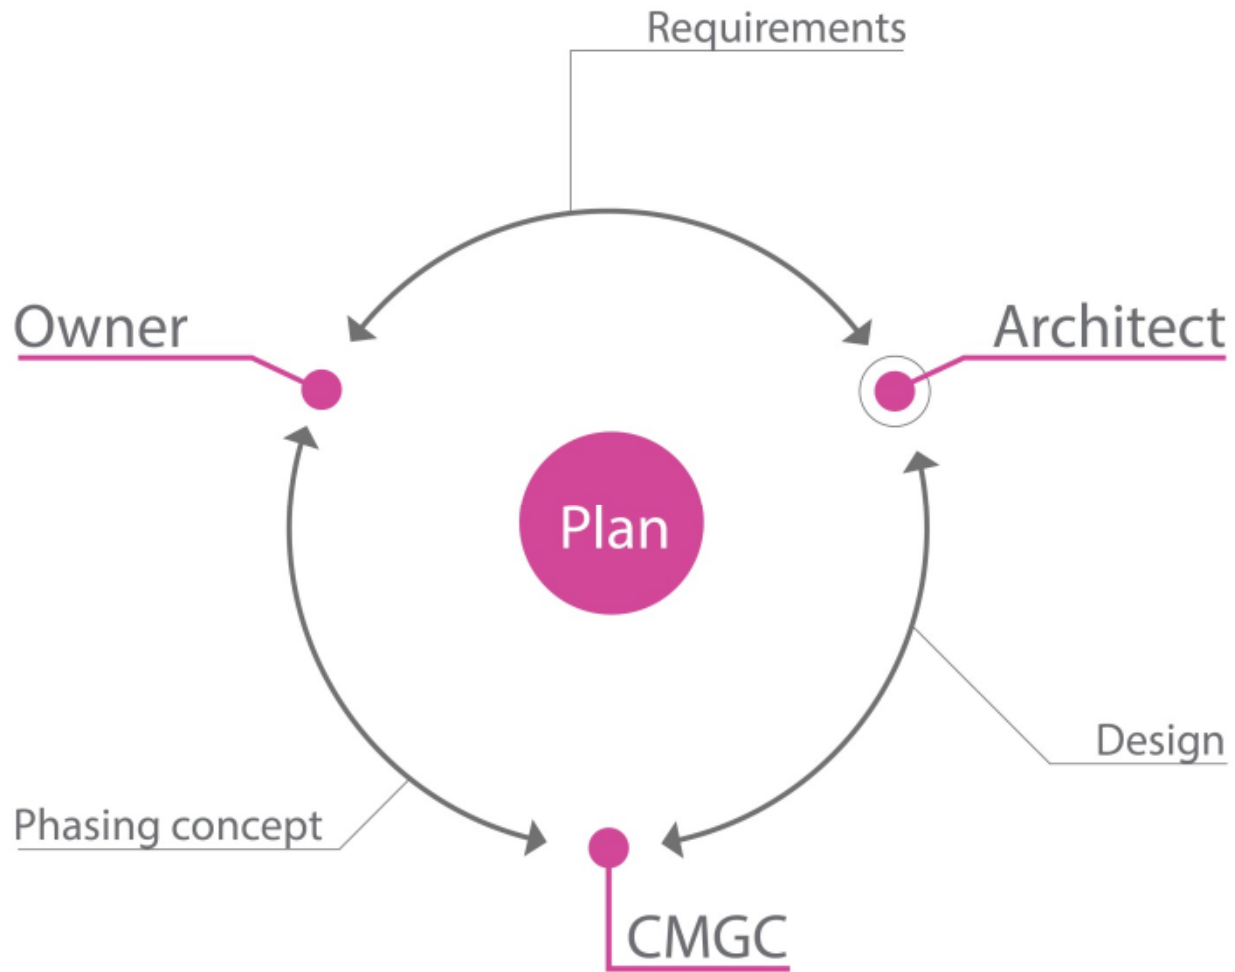 Requirements
Owner
Architect
Plan
Design
Phasing concept
CMGC